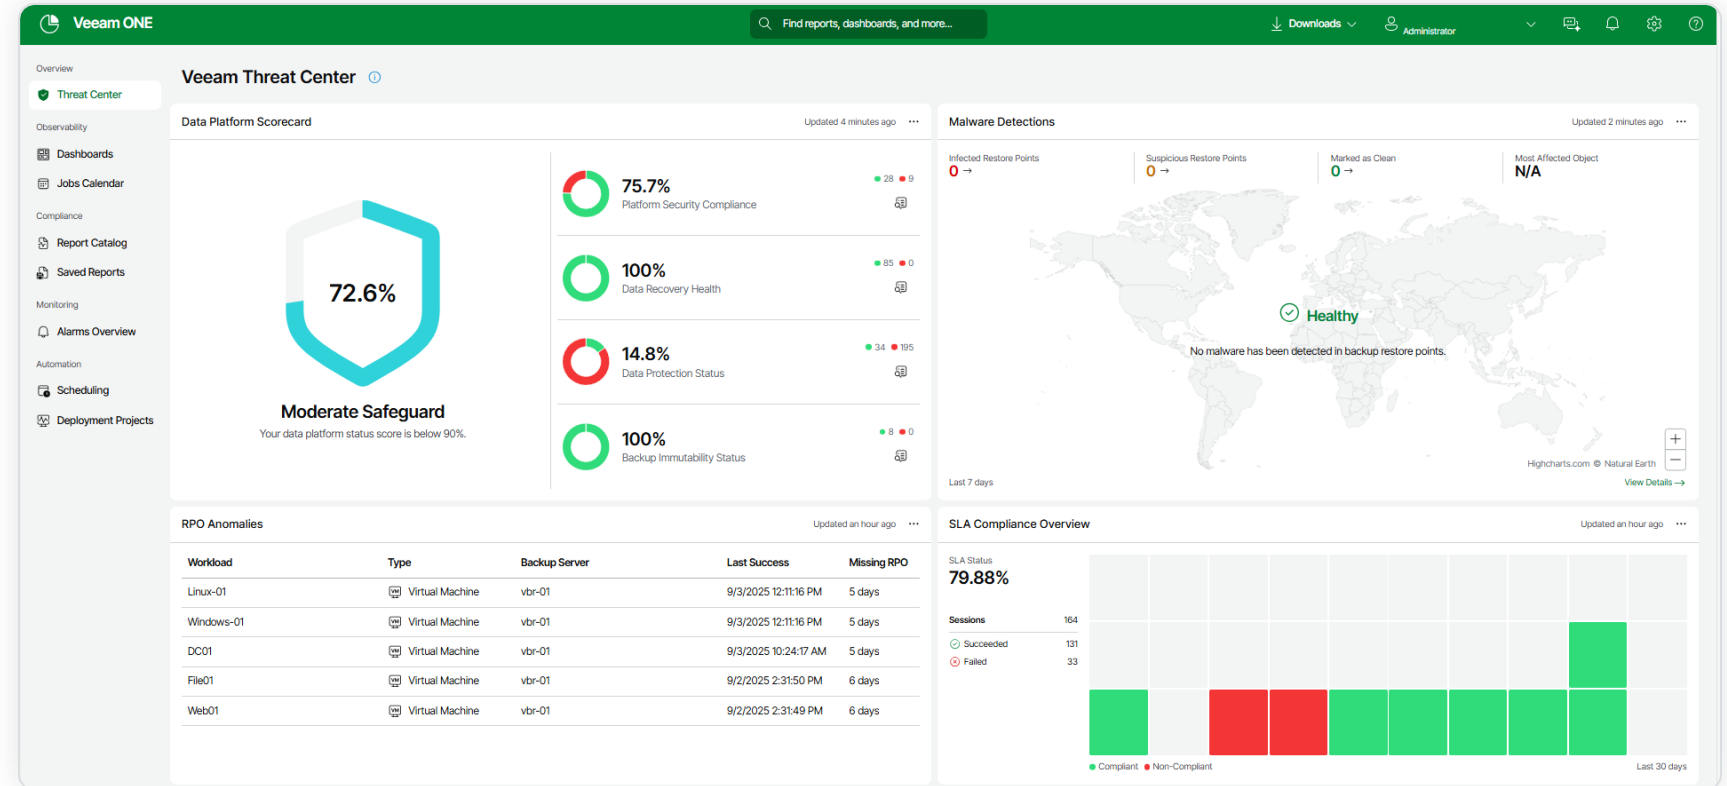 Veeam ONE
Find reports, dashboards, and more...
Downloads
Administrator
Overview
Threat Center
Observability
Dashboards
Jobs Calendar
Compliance
Report Catalog
Saved Reports
Monitoring
Alarms Overview
Automation
Scheduling
Deployment Projects
Veeam Threat Center
Data Platform Scorecard
Updated 4 minutes ago
72.6%
Moderate Safeguard
Your data platform status score is below 90%.
75.7%
Platform Security Compliance
28 9
100%
Data Recovery Health
85 0
14.8%
Data Protection Status
34 195
100%
Backup Immutability Status
8 0
Malware Detections
Updated 2 minutes ago
Infected Restore Points
0 →
Suspicious Restore Points
0 →
Marked as Clean
0 →
Most Affected Object
N/A
Healthy
No malware has been detected in backup restore points.
+
−
Highcharts.com © Natural Earth
Last 7 days
View Details →
RPO Anomalies
Updated an hour ago
Workload Type Backup Server Last Success Missing RPO
Linux-01 VM Virtual Machine vbr-01 9/3/2025 12:11:16 PM 5 days
Windows-01 VM Virtual Machine vbr-01 9/3/2025 12:11:16 PM 5 days
DC01 VM Virtual Machine vbr-01 9/3/2025 10:24:17 AM 5 days
File01 VM Virtual Machine vbr-01 9/2/2025 2:31:50 PM 6 days
Web01 VM Virtual Machine vbr-01 9/2/2025 2:31:49 PM 6 days
SLA Compliance Overview
Updated an hour ago
SLA Status
79.88%
Sessions 164
Succeeded 131
Failed 33
Compliant Non-Compliant
Last 30 days